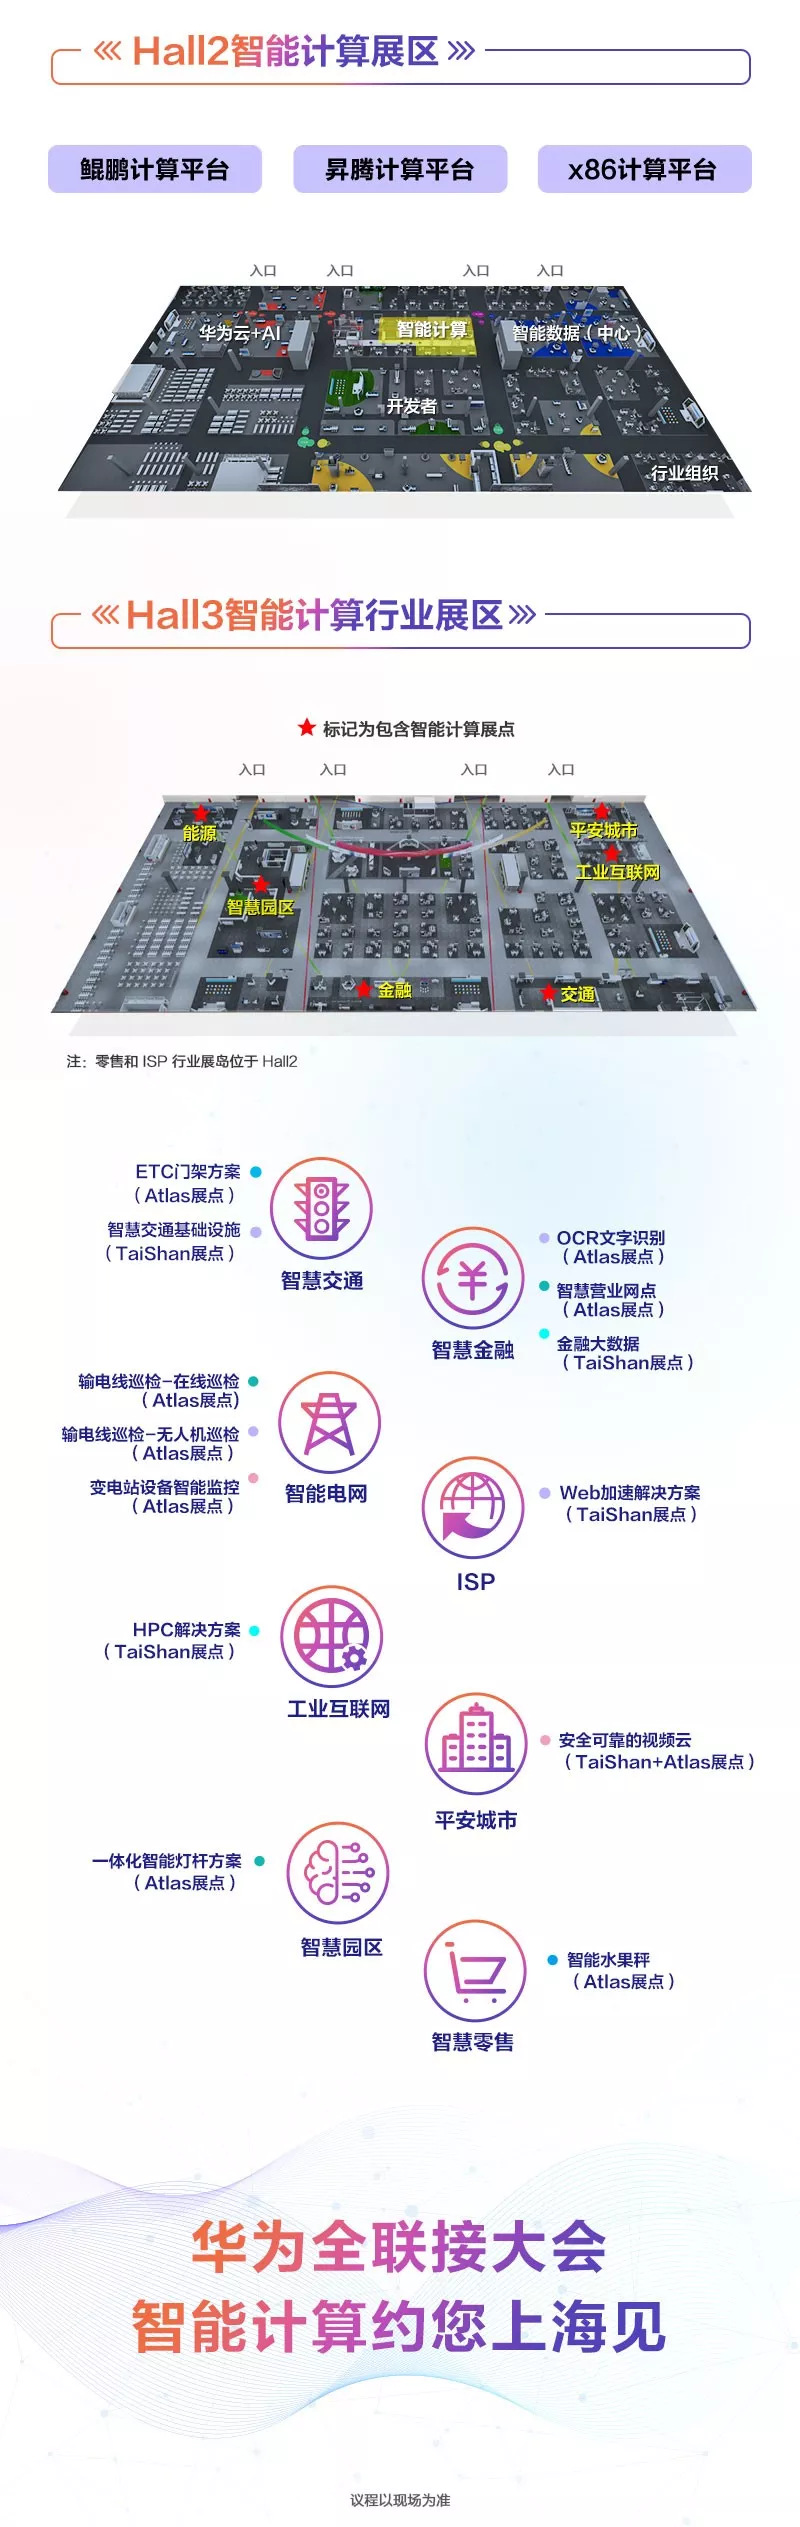 Hall2智能计算展区
鲲鹏计算平台
昇腾计算平台
x86计算平台
入口
入口
入口
入口
华为云+AI
智能计算
智能数据（中心）
开发者
行业组织
Hall3智能计算行业展区
标记为包含智能计算展点
入口
入口
入口
入口
能源
平安城市
工业互联网
智慧园区
金融
交通
注：零售和 ISP 行业展岛位于 Hall2
ETC门架方案
（Atlas展点）
智慧交通基础设施
（TaiShan展点）
智慧交通
OCR文字识别
（Atlas展点）
智慧营业网点
（Atlas展点）
金融大数据
（TaiShan展点）
智慧金融
输电线巡检-在线巡检
（Atlas展点)
输电线巡检-无人机巡检
（Atlas展点）
变电站设备智能监控
（Atlas展点）
智能电网
Web加速解决方案
（TaiShan展点）
ISP
HPC解决方案
（TaiShan展点）
工业互联网
安全可靠的视频云
（TaiShan+Atlas展点）
平安城市
一体化智能灯杆方案
（Atlas展点）
智慧园区
智能水果秤
（Atlas展点）
智慧零售
华为全联接大会
智能计算约您上海见
议程以现场为准